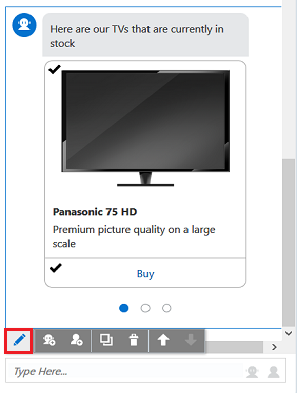 Here are our TVs that are currently in
stock
Panasonic 75 HD
Premium picture quality on a large
scale
Buy
Type Here...